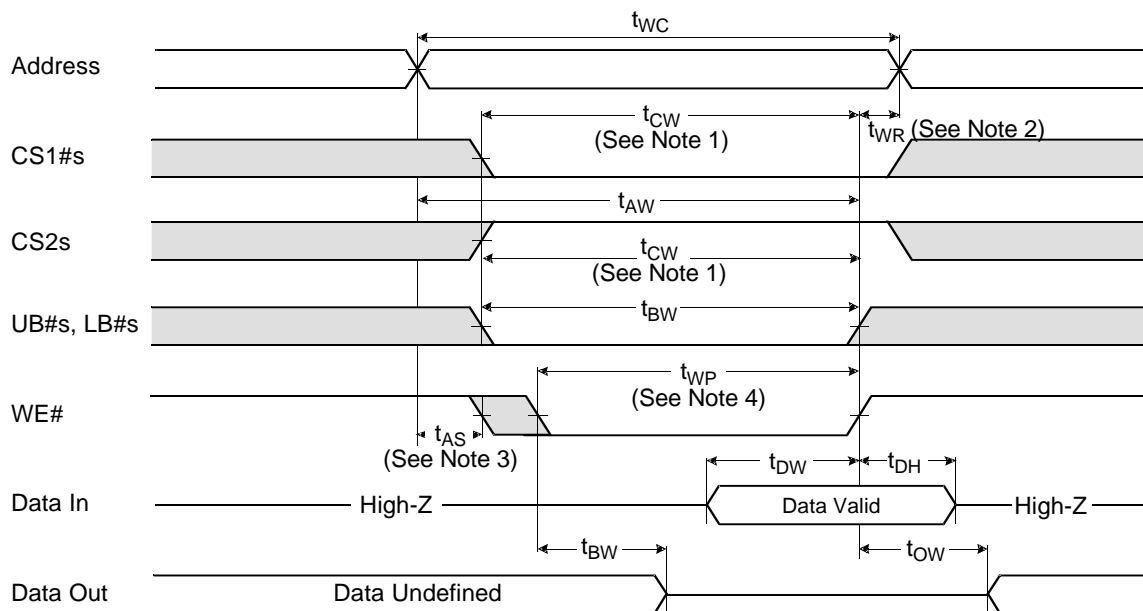 tWC
Address
tCW
(See Note 1)
tWR (See Note 2)
CS1#s
tAW
CS2s
tCW
(See Note 1)
tBW
UB#s, LB#s
tWP
(See Note 4)
WE#
tAS
(See Note 3)
tDW
tDH
Data In
High-Z
Data Valid
High-Z
tBW
tOW
Data Out
Data Undefined